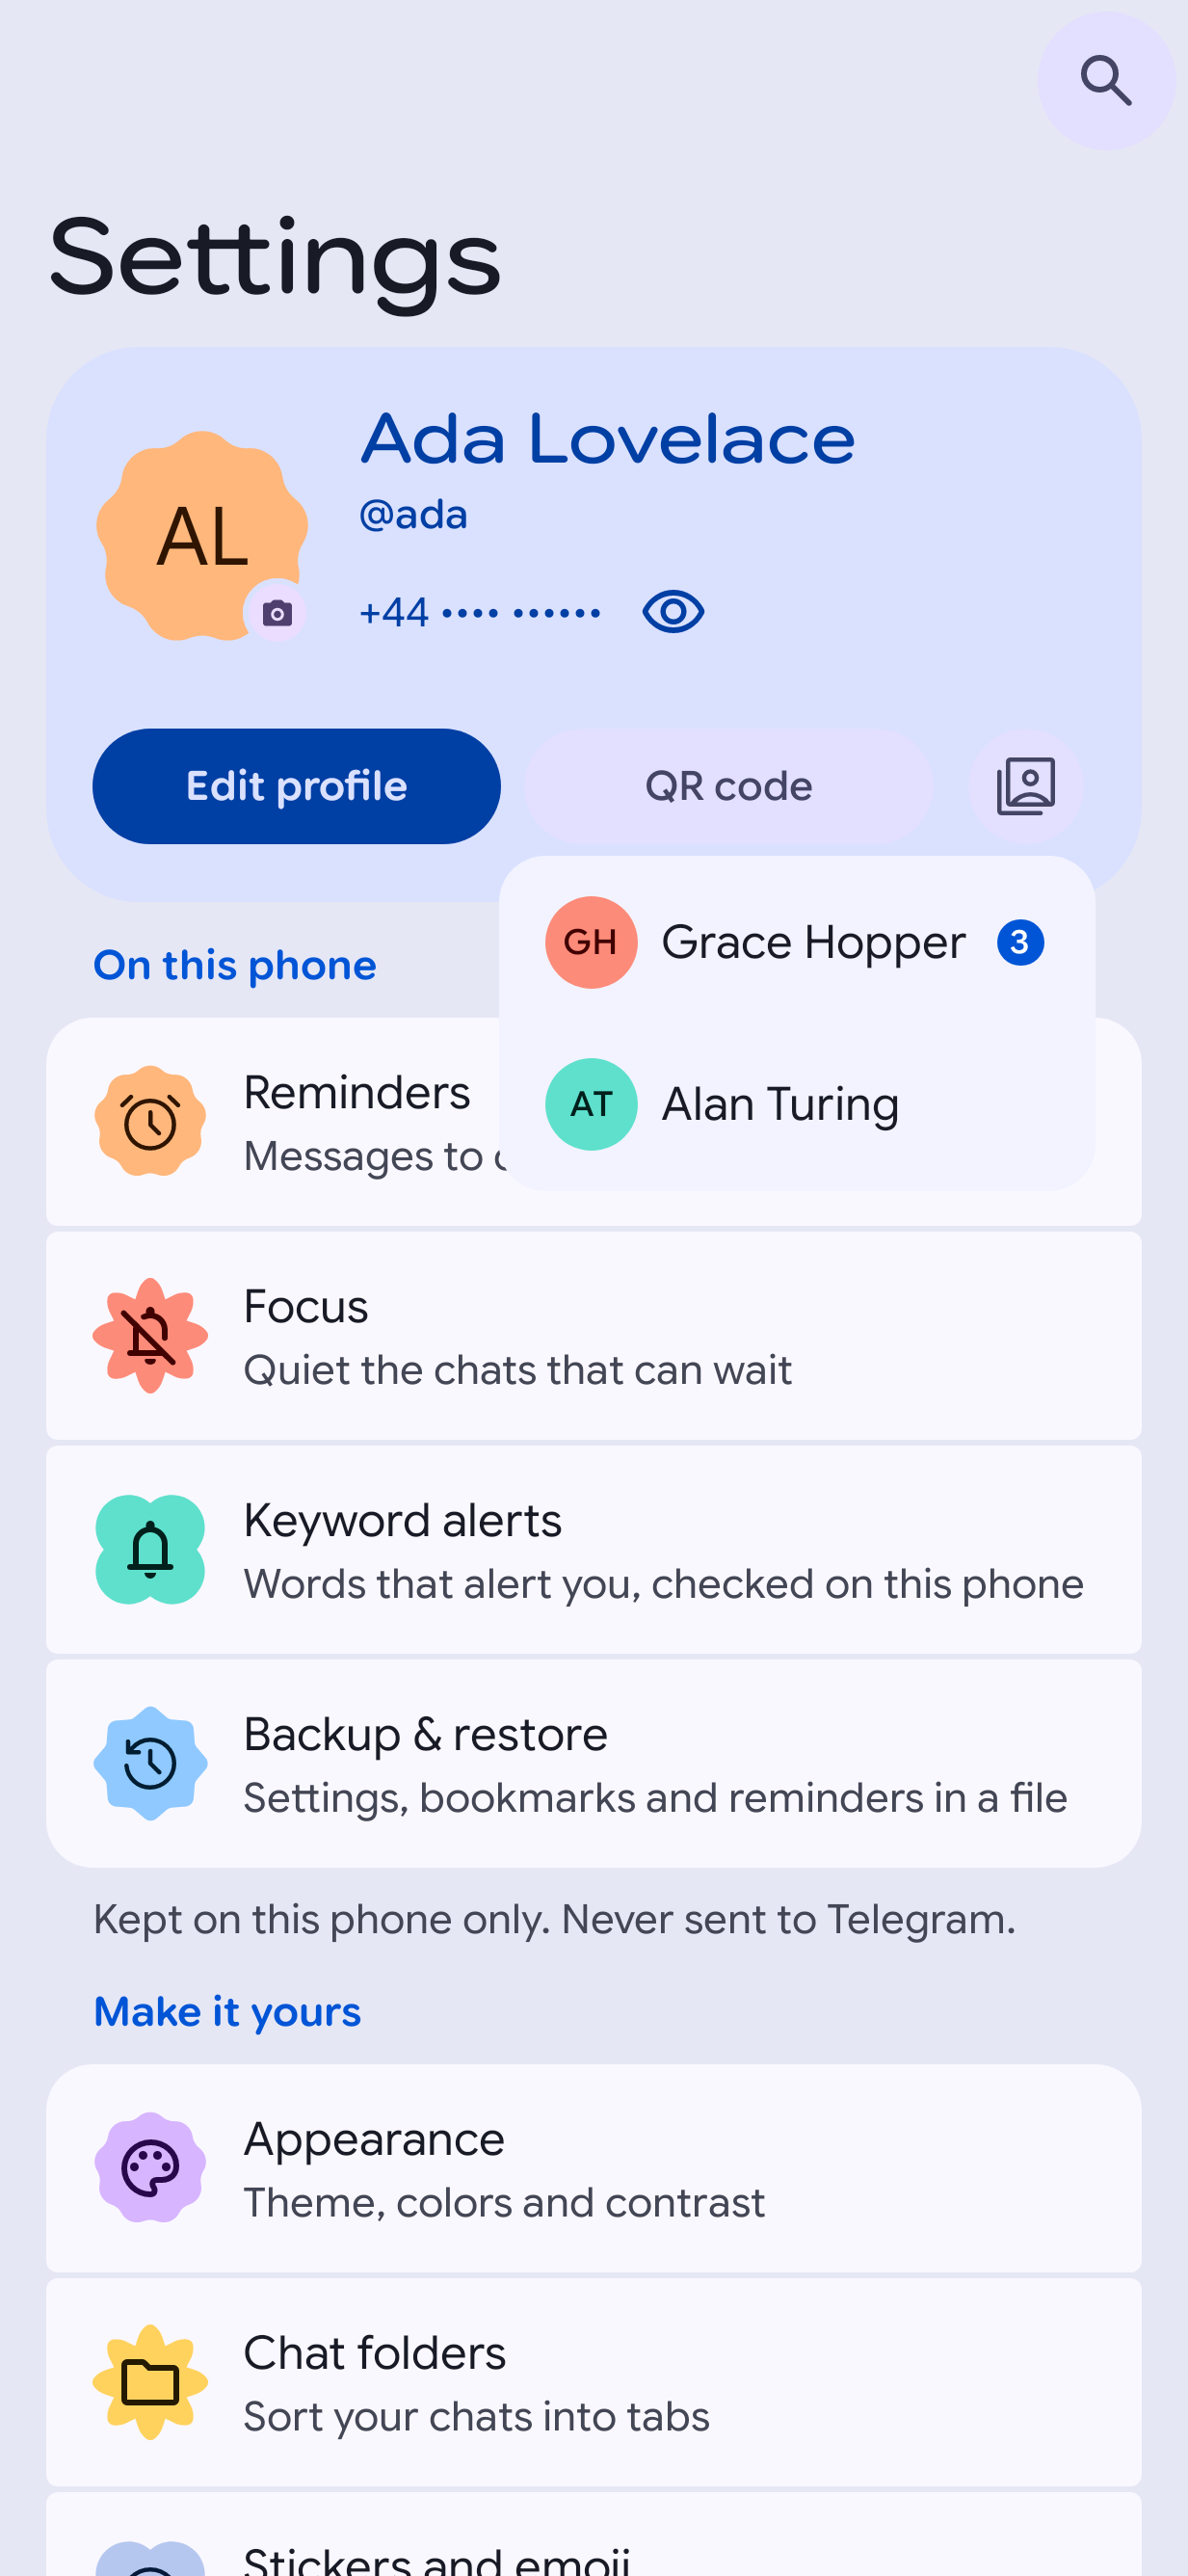 Settings
Ada Lovelace
AL
@ada
+44 •••• ••••••
Edit profile
QR code
GH
Grace Hopper
3
On this phone
AT
Alan Turing
Reminders
Messages to
Focus
Quiet the chats that can wait
Keyword alerts
Words that alert you, checked on this phone
Backup & restore
Settings, bookmarks and reminders in a file
Kept on this phone only. Never sent to Telegram.
Make it yours
Appearance
Theme, colors and contrast
Chat folders
Sort your chats into tabs
Stickers and emoji